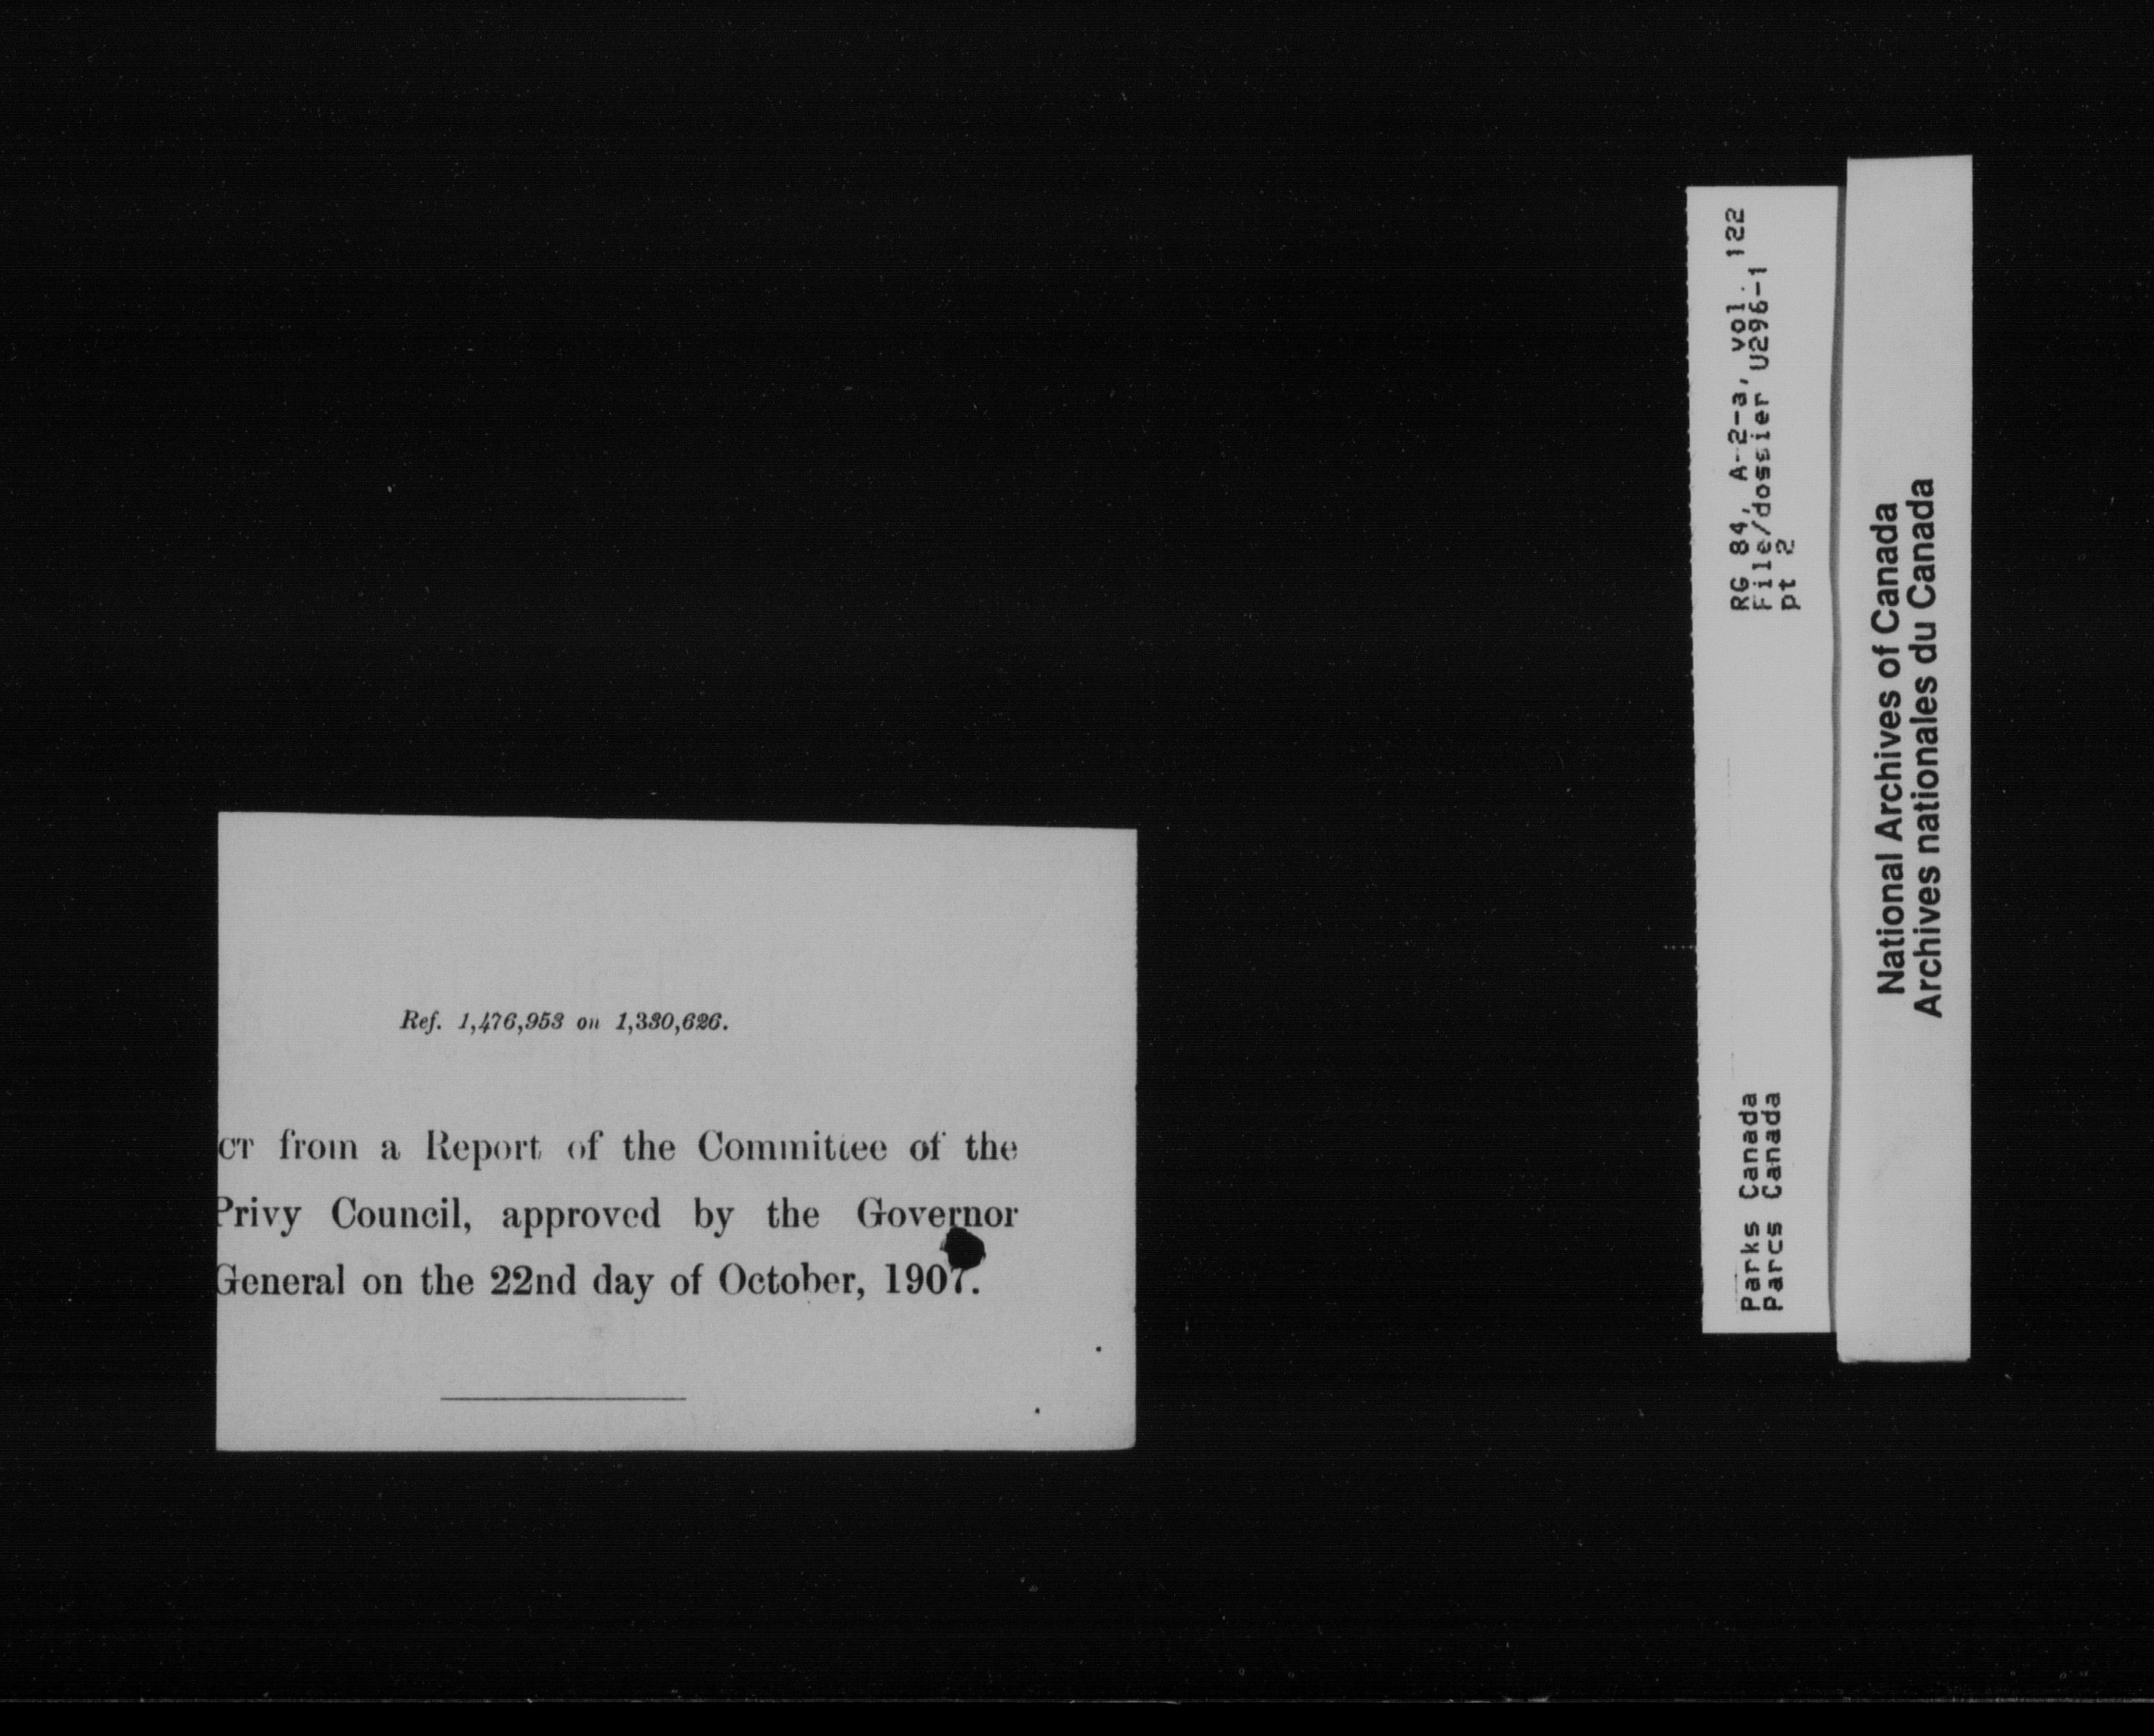 Ref. 1,476,953 on 1,330,626.
ct from a Report of the Committee of the
Privy Council, approved by the Governor
General on the 22nd day of October, 1907.
RG 84, A-2-a, vol. 122
File/dossier U296-1
pt 2
Parks Canada
Parcs Canada
National Archives of Canada
Archives nationales du Canada